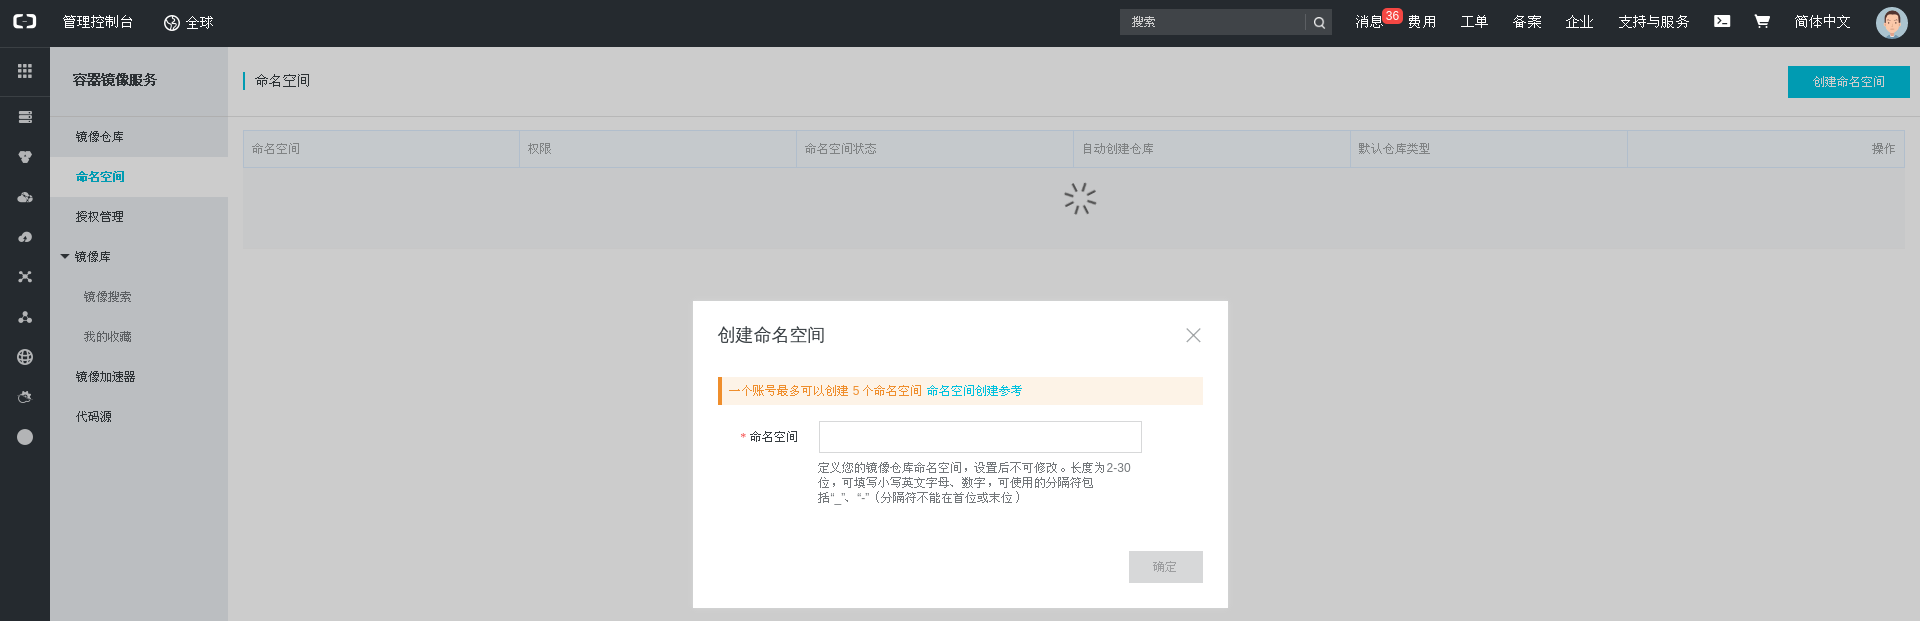 管理控制台 全球 搜索 消息 36 费用 工单 备案 企业 支持与服务 简体中文
容器镜像服务
命名空间 创建命名空间
镜像仓库
命名空间 权限 命名空间状态 自动创建仓库 默认仓库类型 操作
命名空间
授权管理
镜像库
镜像搜索
我的收藏
镜像加速器
代码源
创建命名空间
一个账号最多可以创建 5 个命名空间 命名空间创建参考
* 命名空间
定义您的镜像仓库命名空间，设置后不可修改。长度为2-30
位，可填写小写英文字母、数字，可使用的分隔符包
括“_”、“-”（分隔符不能在首位或末位）
确定